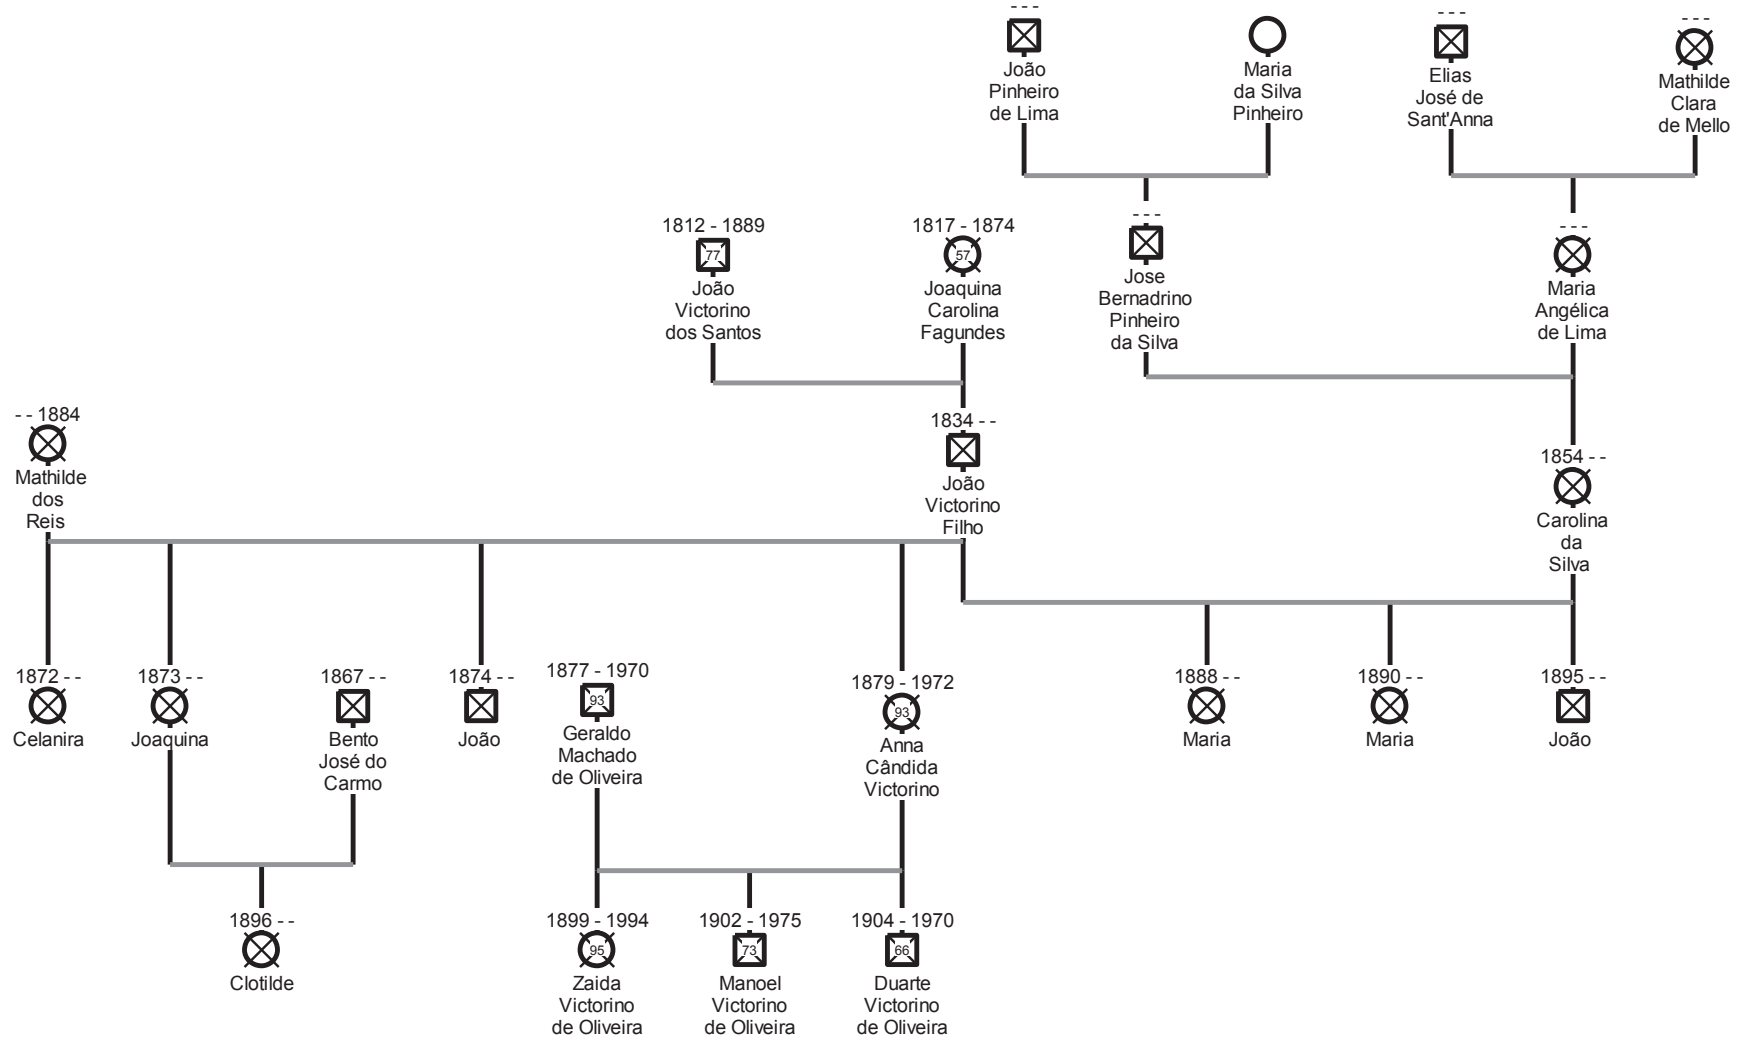 - - -
João
Pinheiro
de Lima
Maria
da Silva
Pinheiro
- - -
Elias
José de
Sant'Anna
- - -
Mathilde
Clara
de Mello
1812 - 1889
77
João
Victorino
dos Santos
1817 - 1874
57
Joaquina
Carolina
Fagundes
- - -
Jose
Bernadrino
Pinheiro
da Silva
- - -
Maria
Angélica
de Lima
- - 1884
Mathilde
dos
Reis
1834 - -
João
Victorino
Filho
1854 - -
Carolina
da
Silva
1872 - -
Celanira
1873 - -
Joaquina
1867 - -
Bento
José do
Carmo
1874 - -
João
1877 - 1970
93
Geraldo
Machado
de Oliveira
1879 - 1972
93
Anna
Cândida
Victorino
1888 - -
Maria
1890 - -
Maria
1895 - -
João
1896 - -
Clotilde
1899 - 1994
95
Zaida
Victorino
de Oliveira
1902 - 1975
73
Manoel
Victorino
de Oliveira
1904 - 1970
66
Duarte
Victorino
de Oliveira